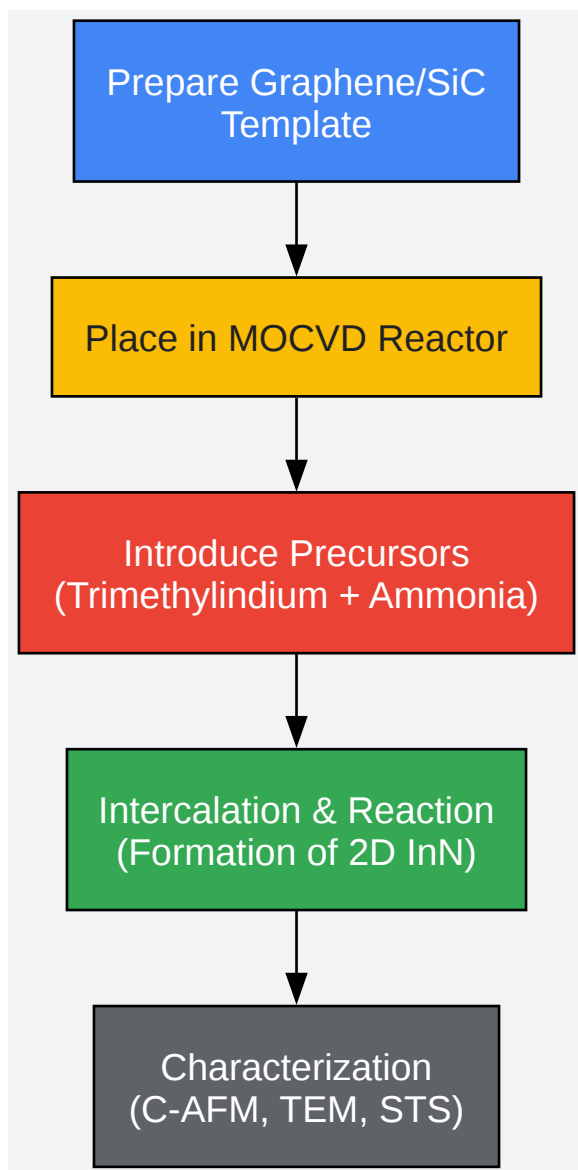 Prepare Graphene/SiC
Template
Place in MOCVD Reactor
Introduce Precursors
(Trimethylindium + Ammonia)
Intercalation & Reaction
(Formation of 2D InN)
Characterization
(C-AFM, TEM, STS)